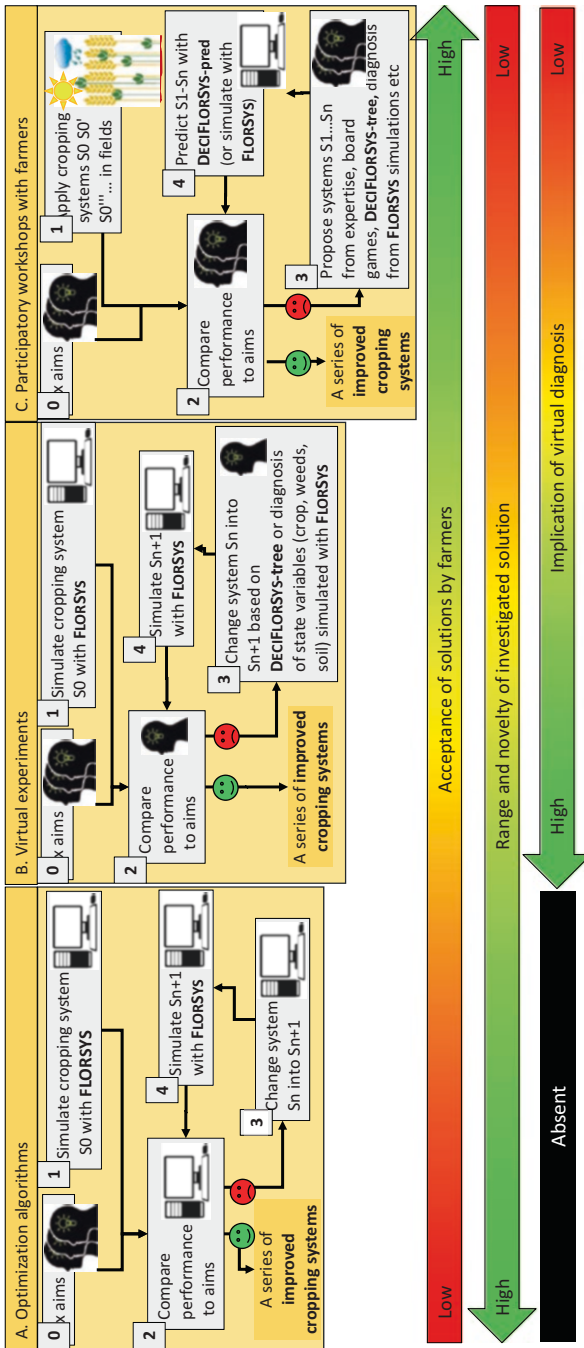 A. Optimization algorithms
0
x aims
1
Simulate cropping system
S0 with FLORSYS
2
Compare
performance
to aims
4
Simulate Sn+1
with FLORSYS
3
Change system
Sn into Sn+1
A series of
improved
cropping systems
B. Virtual experiments
0
x aims
1
Simulate cropping system
S0 with FLORSYS
2
Compare
performance
to aims
4
Simulate Sn+1
with FLORSYS
3
Change system Sn into
Sn+1 based on
DECIFLORSYS-tree or diagnosis
of state variables (crop, weeds,
soil) simulated with FLORSYS
A series of improved
cropping systems
C. Participatory workshops with farmers
0
x aims
1
Apply cropping
systems S0 S0'
S0''' ... in fields
2
Compare
performance
to aims
4
Predict S1-Sn with
DECIFLORSYS-pred
(or simulate with
FLORSYS)
3
Propose systems S1...Sn
from expertise, board
games, DECIFLORSYS-tree, diagnosis
from FLORSYS simulations etc
A series of
improved
cropping
systems
Low
Acceptance of solutions by farmers
High
High
Range and novelty of investigated solution
Low
Absent
High
Implication of virtual diagnosis
Low